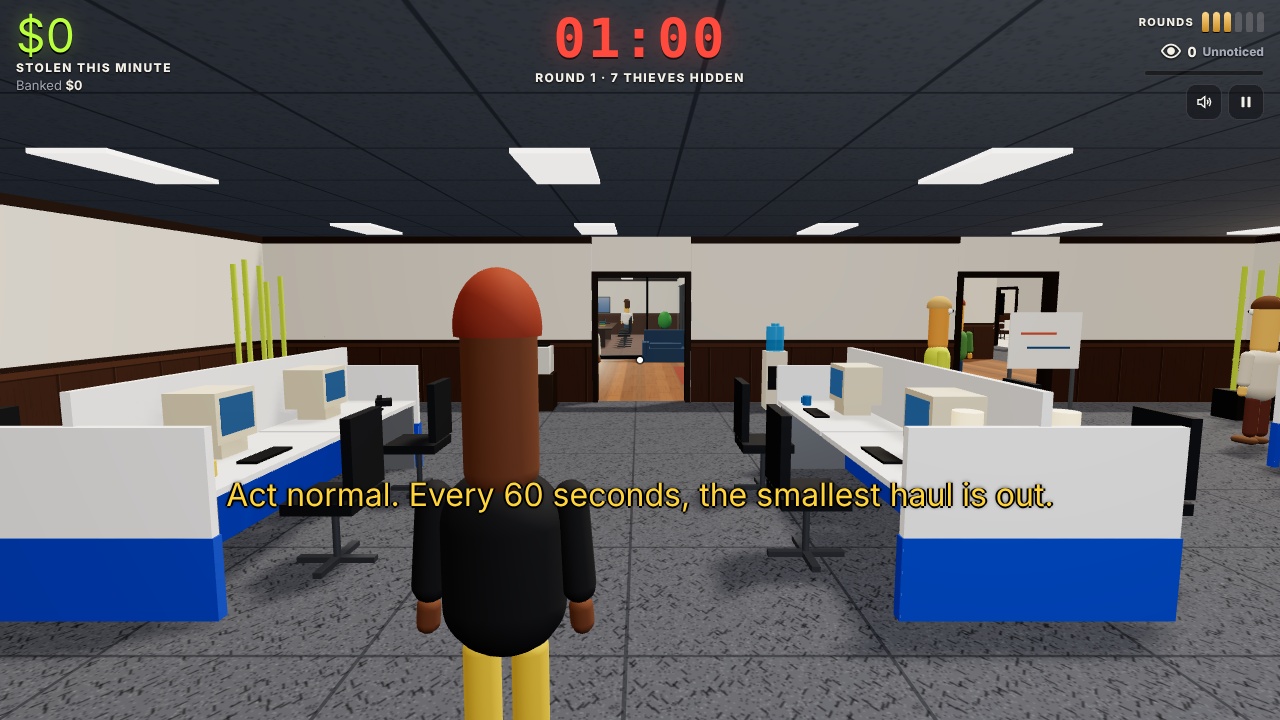 $0
STOLEN THIS MINUTE
Banked $0
01:00
ROUND 1 · 7 THIEVES HIDDEN
ROUNDS
0 Unnoticed
Act normal. Every 60 seconds, the smallest haul is out.